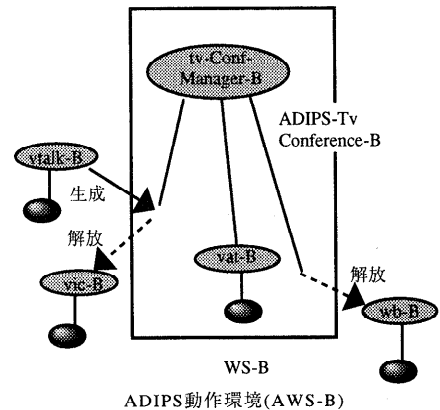 tv-Conf-
Manager-B
ADIPS-Tv
Conference-B
vtalk-B
生成
解放
vic-B
vat-B
解放
wb-B
WS-B
ADIPS動作環境(AWS-B)